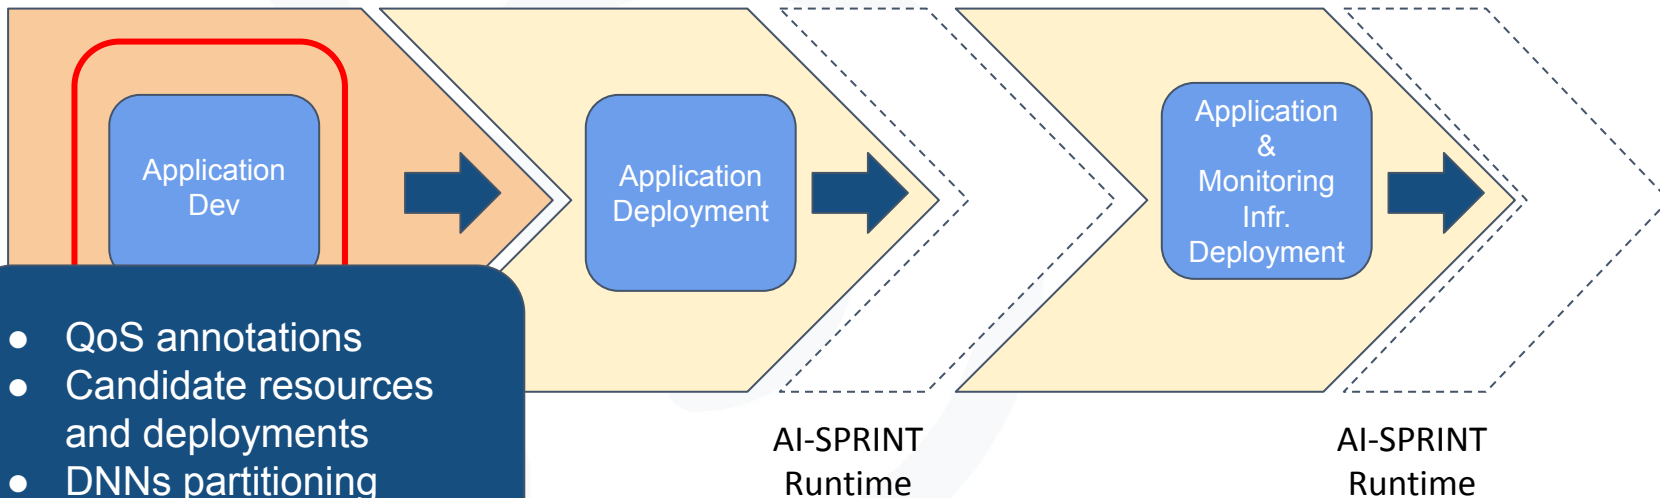 Application
Dev
Application
Deployment
Application
&
Monitoring
Infr.
Deployment
● QoS annotations
● Candidate resources
and deployments
● DNNs partitioning
AI-SPRINT
Runtime
AI-SPRINT
Runtime